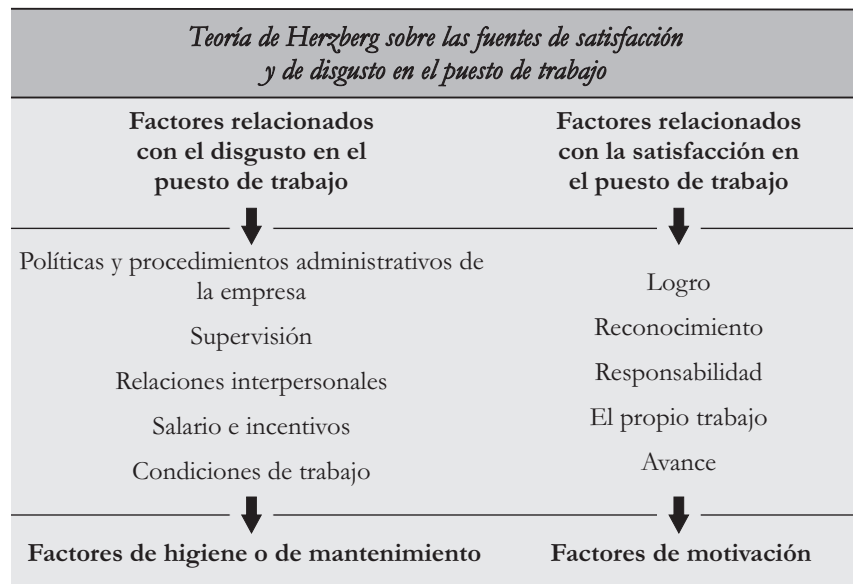 Teoría de Herzberg sobre las fuentes de satisfacción
y de disgusto en el puesto de trabajo
Factores relacionados
con el disgusto en el
puesto de trabajo
Factores relacionados
con la satisfacción en
el puesto de trabajo
Políticas y procedimientos administrativos de
la empresa
Supervisión
Relaciones interpersonales
Salario e incentivos
Condiciones de trabajo
Logro
Reconocimiento
Responsabilidad
El propio trabajo
Avance
Factores de higiene o de mantenimiento
Factores de motivación